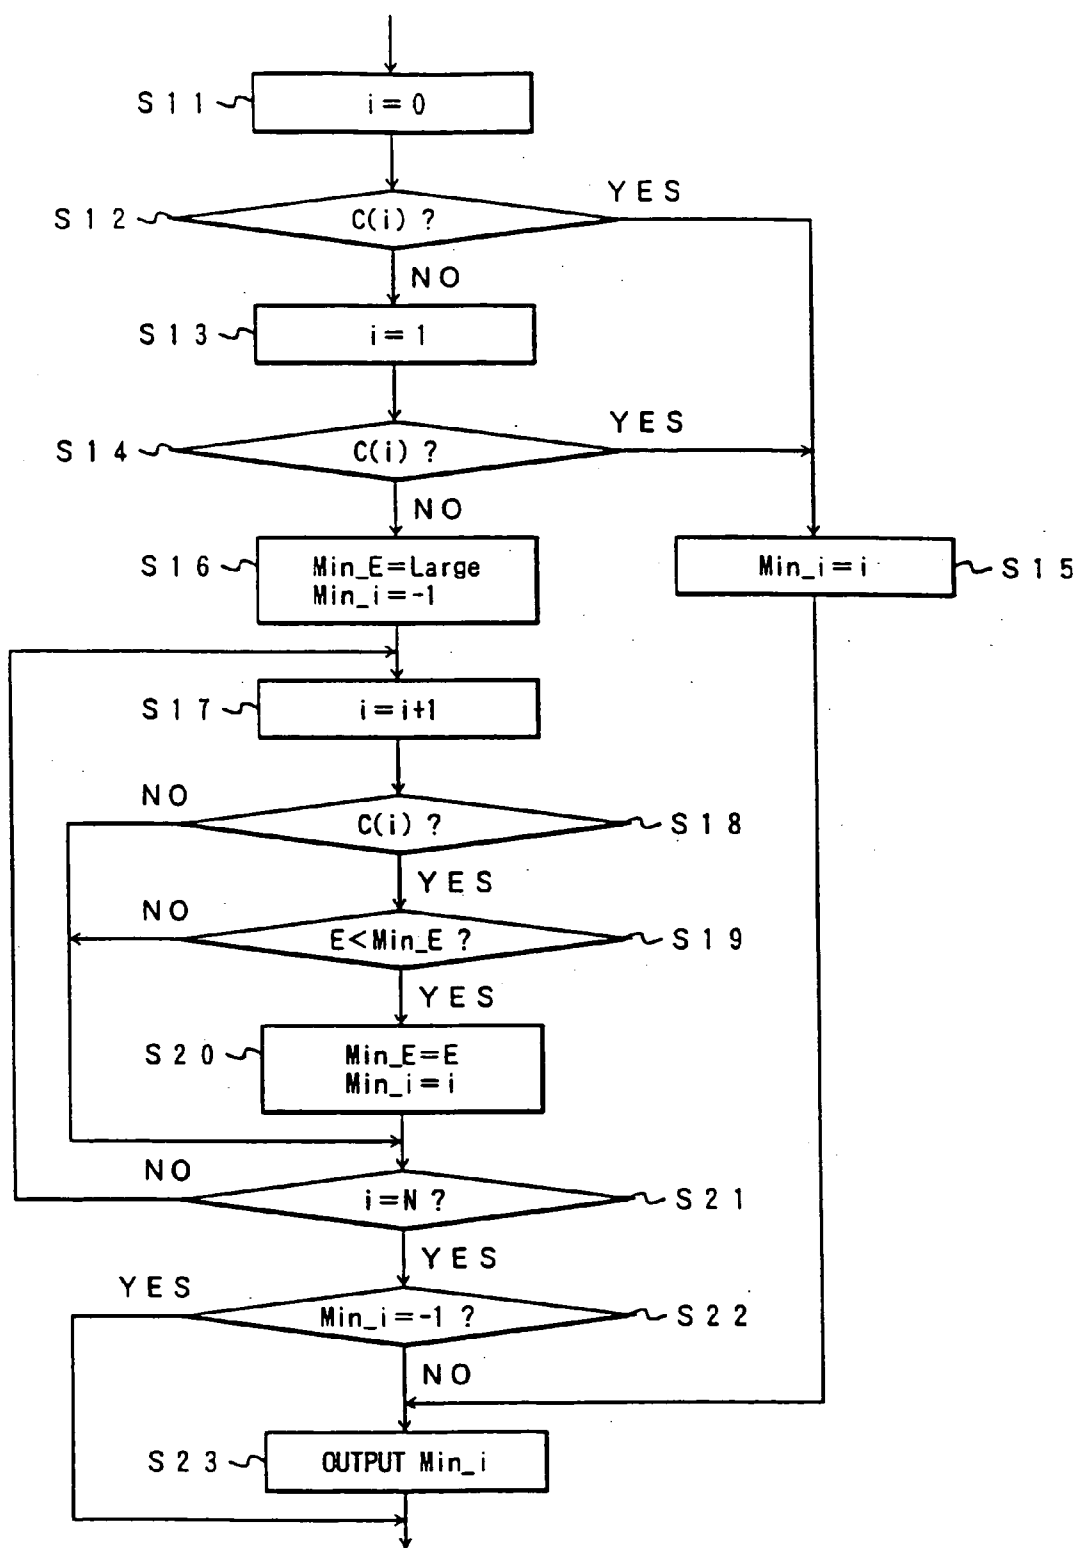 S11
i=0
YES
S12
C(i) ?
NO
S13
i=1
YES
S14
C(i) ?
NO
S16
Min_E=Large
Min_i=-1
Min_i=i
S15
S17
i=i+1
NO
C(i) ?
S18
YES
NO
E<Min_E ?
S19
YES
S20
Min_E=E
Min_i=i
NO
i=N ?
S21
YES
YES
Min_i=-1 ?
S22
NO
S23
OUTPUT Min_i